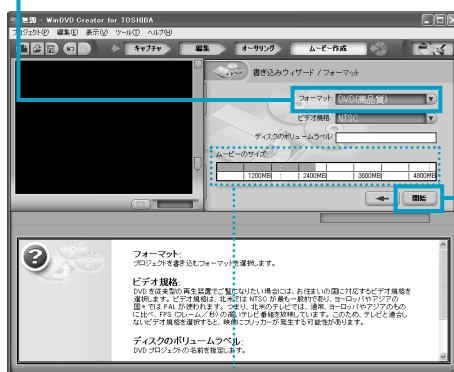 無題 - WinDVD Creator for TOSHIBA
プロジェクト(P) 編集(E) 表示(V) ツール(T) ヘルプ(H)
キャプチャ 編集 オーサリング ムービー作成
書き込みウィザード / フォーマット
フォーマット: DVD(高品質)
ビデオ規格: NTSC
ディスクのボリュームラベル:
ムービーのサイズ
1200MB 2400MB 3600MB 4800MB
開始
フォーマット:
プロジェクトを書き込むフォーマットを選択します。
ビデオ規格:
DVD を従来型の再生装置でご覧になりたい場合には、お住まいの国に対応するビデオ規格を
選択します。ビデオ規格は、北米では NTSC が最も一般的であり、ヨーロッパやアジアの
国々では PAL が使われます。つまり、北米のテレビでは、通常、ヨーロッパやアジアのもの
に比べ、FPS (フレーム／秒) の高いテレビ番組を放映しています。このため、テレビと適合し
ないビデオ規格を選択すると、映像にフリッカーが発生する可能性があります。
ディスクのボリュームラベル:
DVD プロジェクトの名前を指定します。